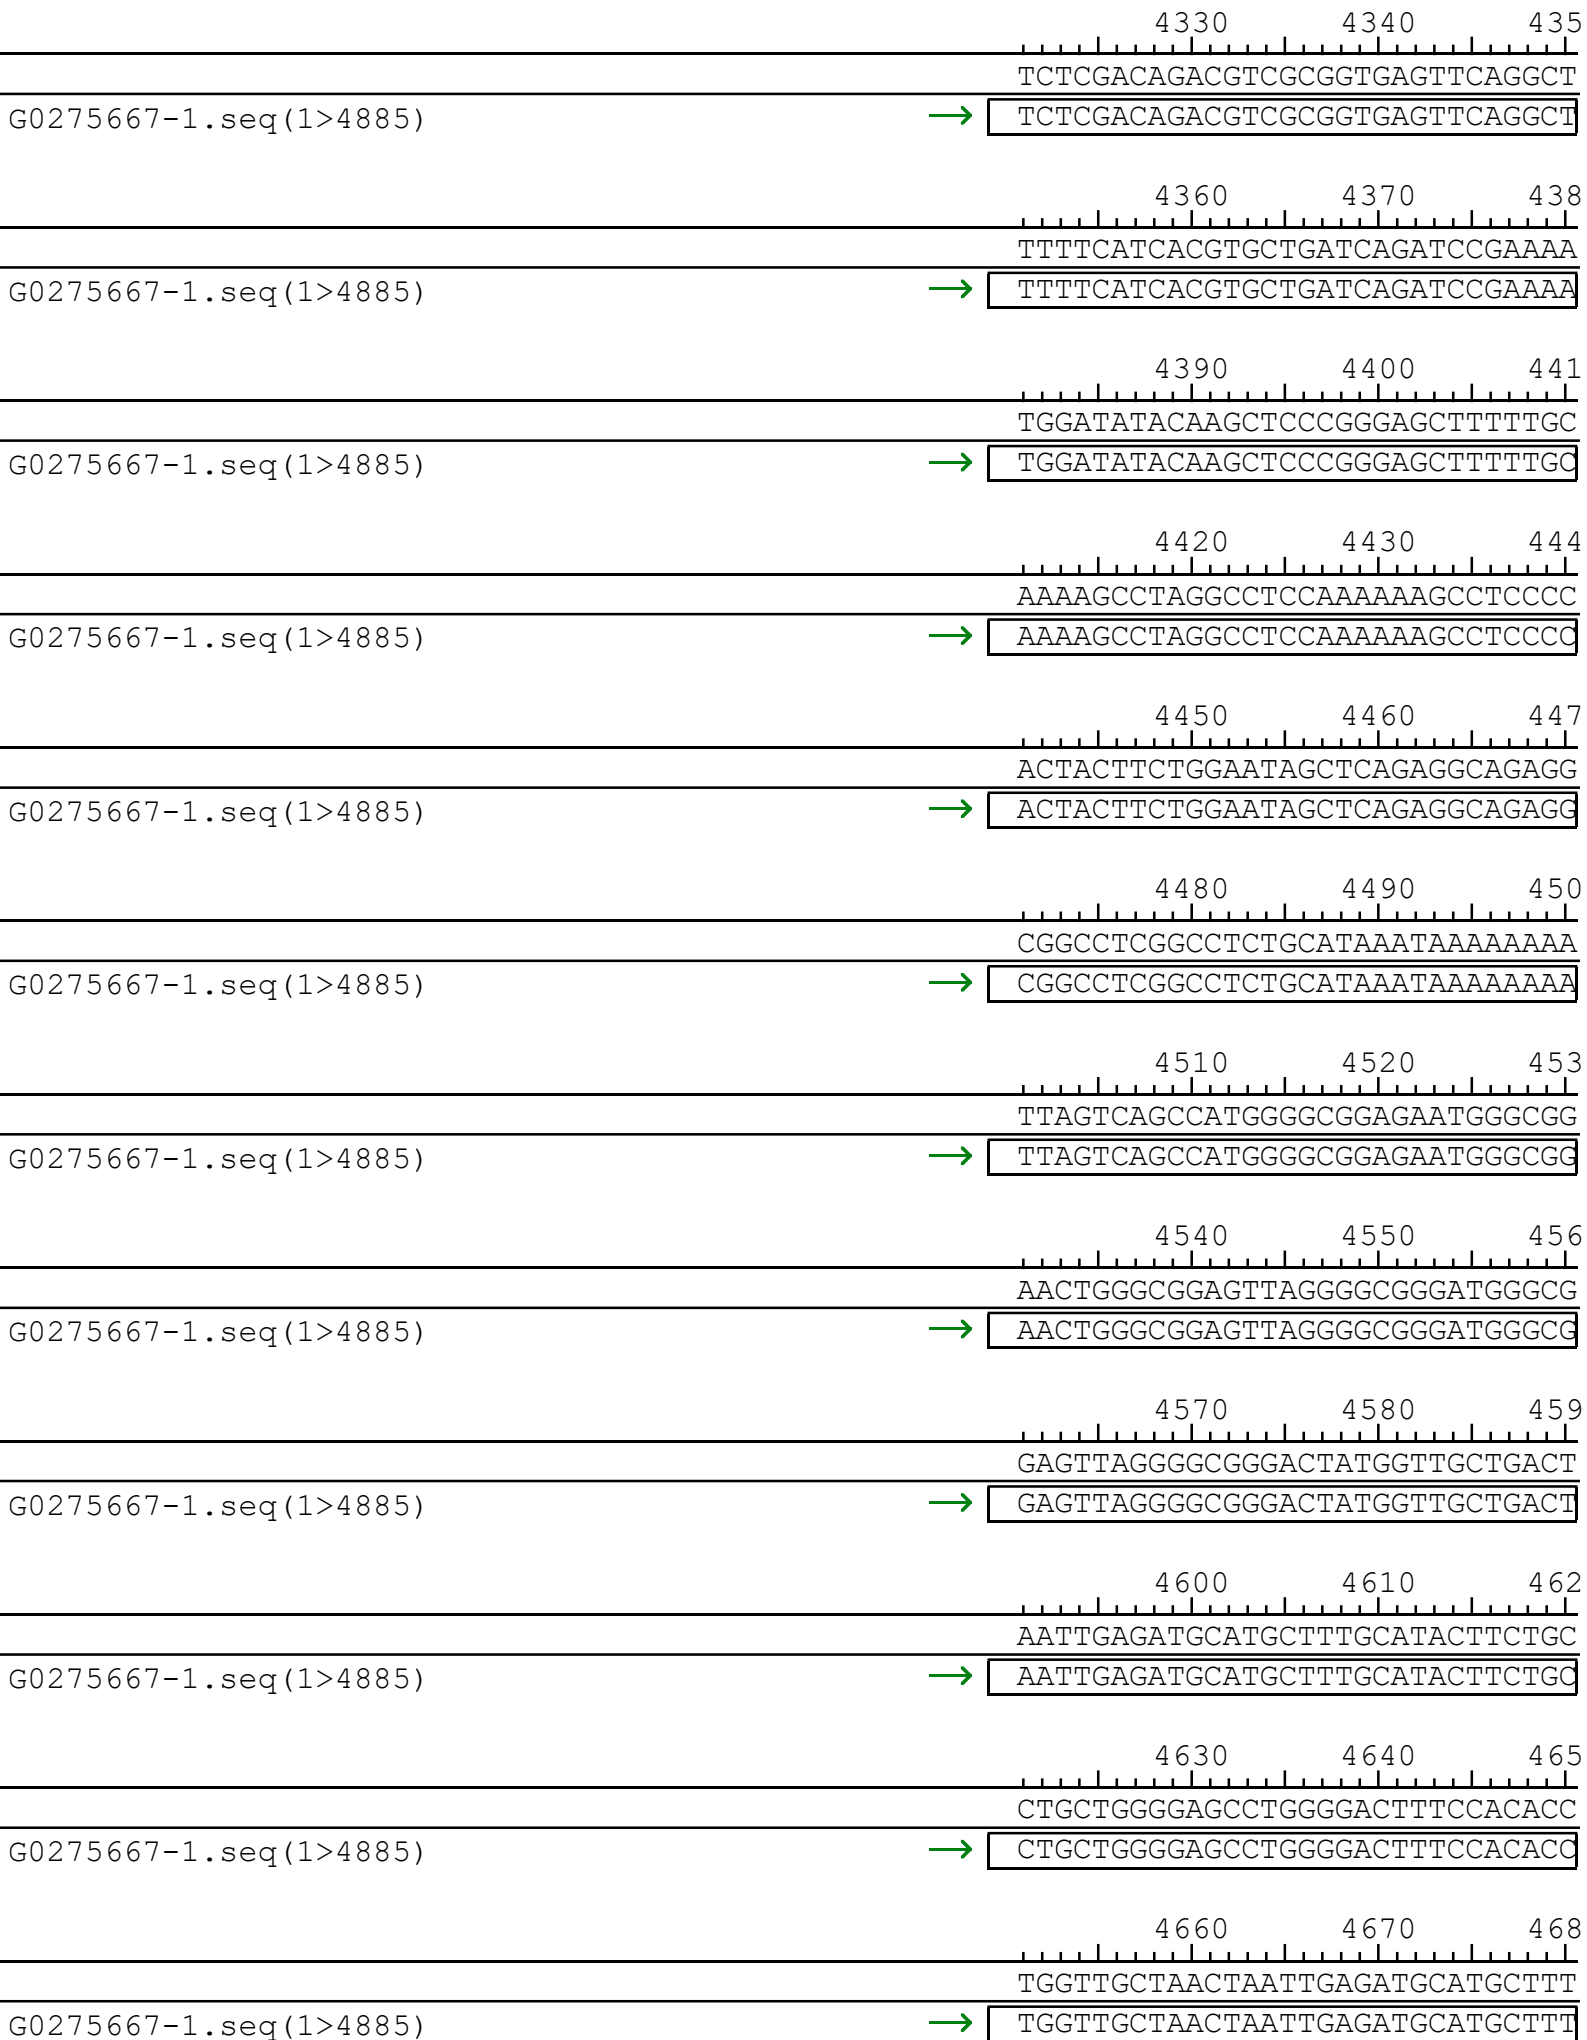 4330 4340 435
TCTCGACAGACGTCGCGGTGAGTTCAGGCT
G0275667-1.seq(1>4885) → TCTCGACAGACGTCGCGGTGAGTTCAGGCT
4360 4370 438
TTTTCATCACGTGCTGATCAGATCCGAAAA
G0275667-1.seq(1>4885) → TTTTCATCACGTGCTGATCAGATCCGAAAA
4390 4400 441
TGGATATACAAGCTCCCGGGAGCTTTTTGC
G0275667-1.seq(1>4885) → TGGATATACAAGCTCCCGGGAGCTTTTTGC
4420 4430 444
AAAAGCCTAGGCCTCCAAAAAAGCCTCCCC
G0275667-1.seq(1>4885) → AAAAGCCTAGGCCTCCAAAAAAGCCTCCCC
4450 4460 447
ACTACTTCTGGAATAGCTCAGAGGCAGAGG
G0275667-1.seq(1>4885) → ACTACTTCTGGAATAGCTCAGAGGCAGAGG
4480 4490 450
CGGCCTCGGCCTCTGCATAAATAAAAAAAA
G0275667-1.seq(1>4885) → CGGCCTCGGCCTCTGCATAAATAAAAAAAA
4510 4520 453
TTAGTCAGCCATGGGGCGGAGAATGGGCGG
G0275667-1.seq(1>4885) → TTAGTCAGCCATGGGGCGGAGAATGGGCGG
4540 4550 456
AACTGGGCGGAGTTAGGGGCGGGATGGGCG
G0275667-1.seq(1>4885) → AACTGGGCGGAGTTAGGGGCGGGATGGGCG
4570 4580 459
GAGTTAGGGGCGGGACTATGGTTGCTGACT
G0275667-1.seq(1>4885) → GAGTTAGGGGCGGGACTATGGTTGCTGACT
4600 4610 462
AATTGAGATGCATGCTTTGCATACTTCTGC
G0275667-1.seq(1>4885) → AATTGAGATGCATGCTTTGCATACTTCTGC
4630 4640 465
CTGCTGGGGAGCCTGGGGACTTTCCACACC
G0275667-1.seq(1>4885) → CTGCTGGGGAGCCTGGGGACTTTCCACACC
4660 4670 468
TGGTTGCTAACTAATTGAGATGCATGCTTT
G0275667-1.seq(1>4885) → TGGTTGCTAACTAATTGAGATGCATGCTTT